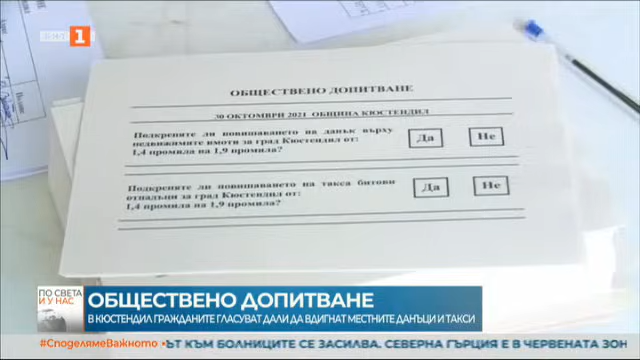 1
ОБЩЕСТВЕНО ДОПИТВАНЕ
30 ОКТОМВРИ 2021 ОБЩИНА КЮСТЕНДИЛ
Подкрепяте ли повишаването на данък върху
недвижимите имоти за град Кюстендил от:
1,4 промила на 1,9 промила?
Да
Не
Подкрепяте ли повишаването на такса битови
отпадъци за град Кюстендил от:
1,4 промила на 1,9 промила?
Да
Не
ПО СВЕТА
И У НАС
ОБЩЕСТВЕНО ДОПИТВАНЕ
В КЮСТЕНДИЛ ГРАЖДАНИТЕ ГЛАСУВАТ ДАЛИ ДА ВДИГНАТ МЕСТНИТЕ ДАНЪЦИ И ТАКСИ
#СподелямеВажното ЪТ КЪМ БОЛНИЦИТЕ СЕ ЗАСИЛВА. СЕВЕРНА ГЪРЦИЯ Е В ЧЕРВЕНАТА ЗОН